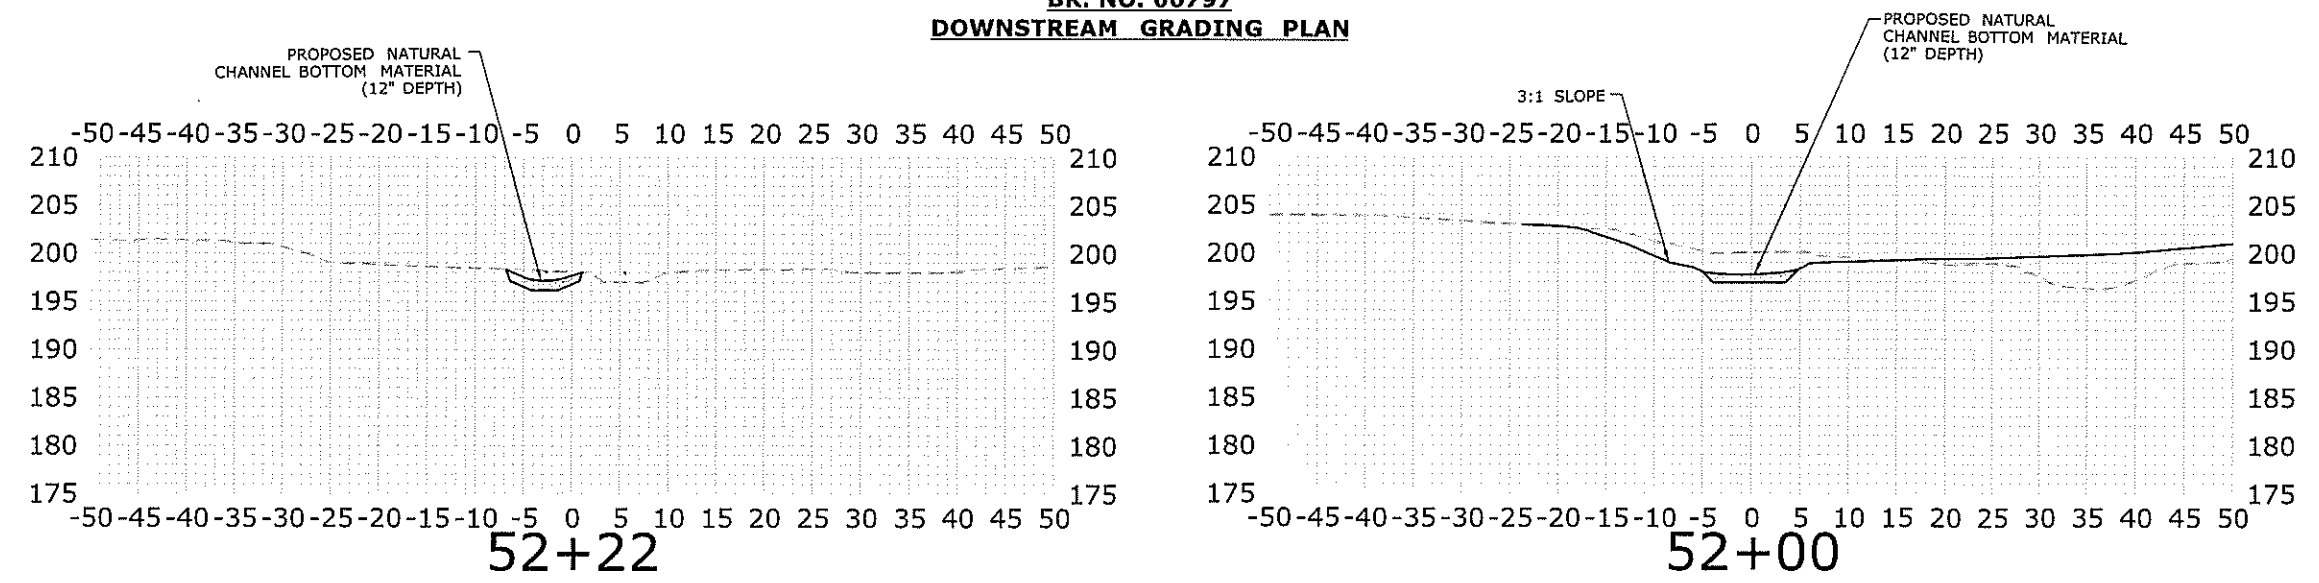 BR. NO. 60797
DOWNSTREAM GRADING PLAN
PROPOSED NATURAL
CHANNEL BOTTOM MATERIAL
(12" DEPTH)
-50 -45 -40 -35 -30 -25 -20 -15 -10 -5 0 5 10 15 20 25 30 35 40 45 50
210 210
205 205
200 200
195 195
190 190
185 185
180 180
175 175
-50 -45 -40 -35 -30 -25 -20 -15 -10 -5 0 5 10 15 20 25 30 35 40 45 50
52+22
PROPOSED NATURAL
CHANNEL BOTTOM MATERIAL
(12" DEPTH)
3:1 SLOPE
-50 -45 -40 -35 -30 -25 -20 -15 -10 -5 0 5 10 15 20 25 30 35 40 45 50
210 210
205 205
200 200
195 195
190 190
185 185
180 180
175 175
-50 -45 -40 -35 -30 -25 -20 -15 -10 -5 0 5 10 15 20 25 30 35 40 45 50
52+00